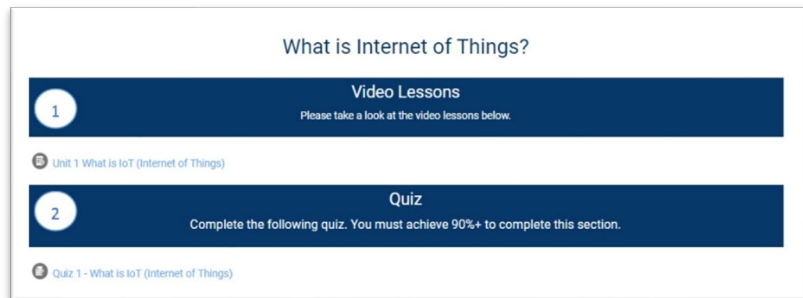 What is Internet of Things?
1
Video Lessons
Please take a look at the video lessons below.
Unit 1 What is IoT (Internet of Things)
2
Quiz
Complete the following quiz. You must achieve 90%+ to complete this section.
Quiz 1 - What is IoT (Internet of Things)